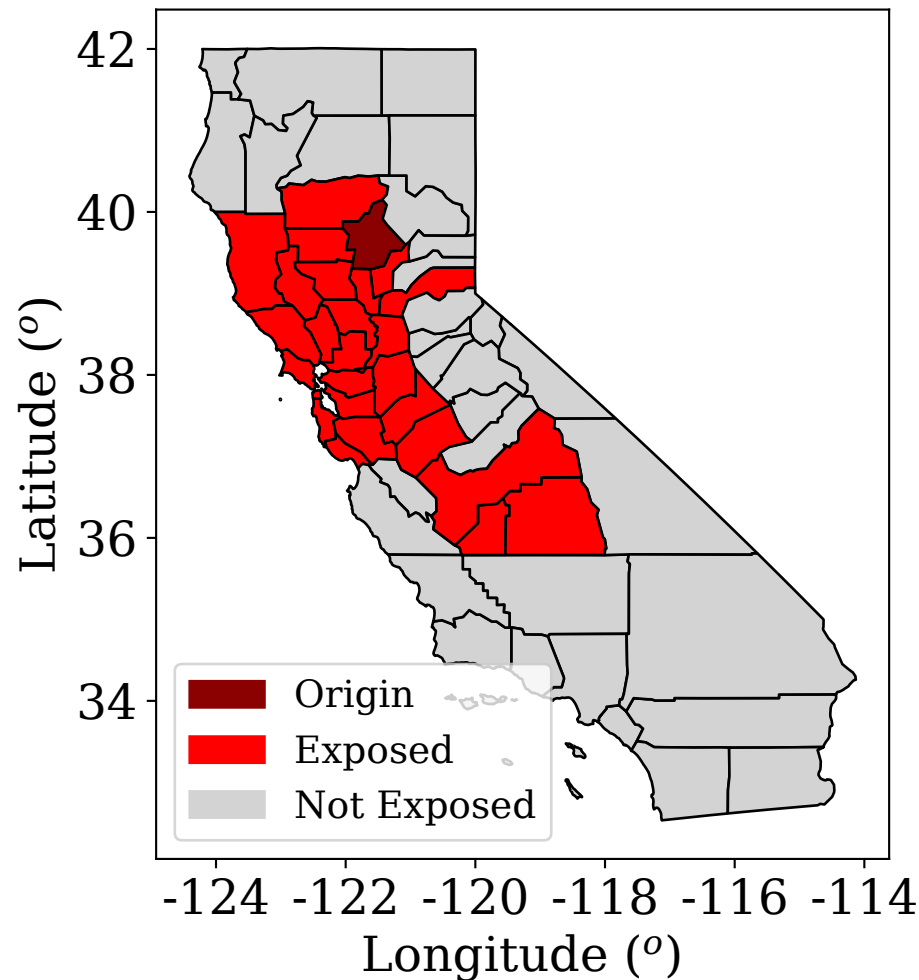 42
40
38
36
34
Latitude (°)
Origin
Exposed
Not Exposed
-124 -122 -120 -118 -116 -114
Longitude (°)